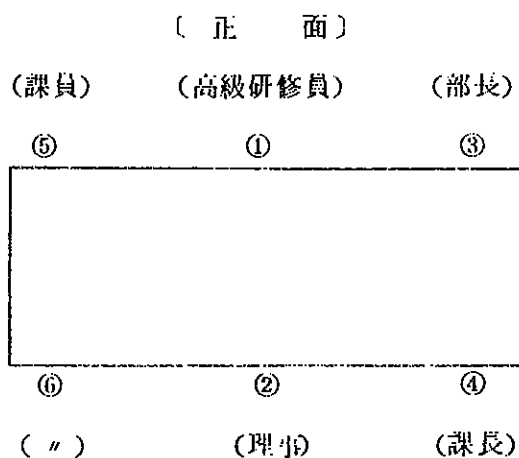 〔 正 面 〕
(課員) (高級研修員) (部長)
⑤ ① ③
⑥ ② ④
( 〃 ) (理事) (課長)